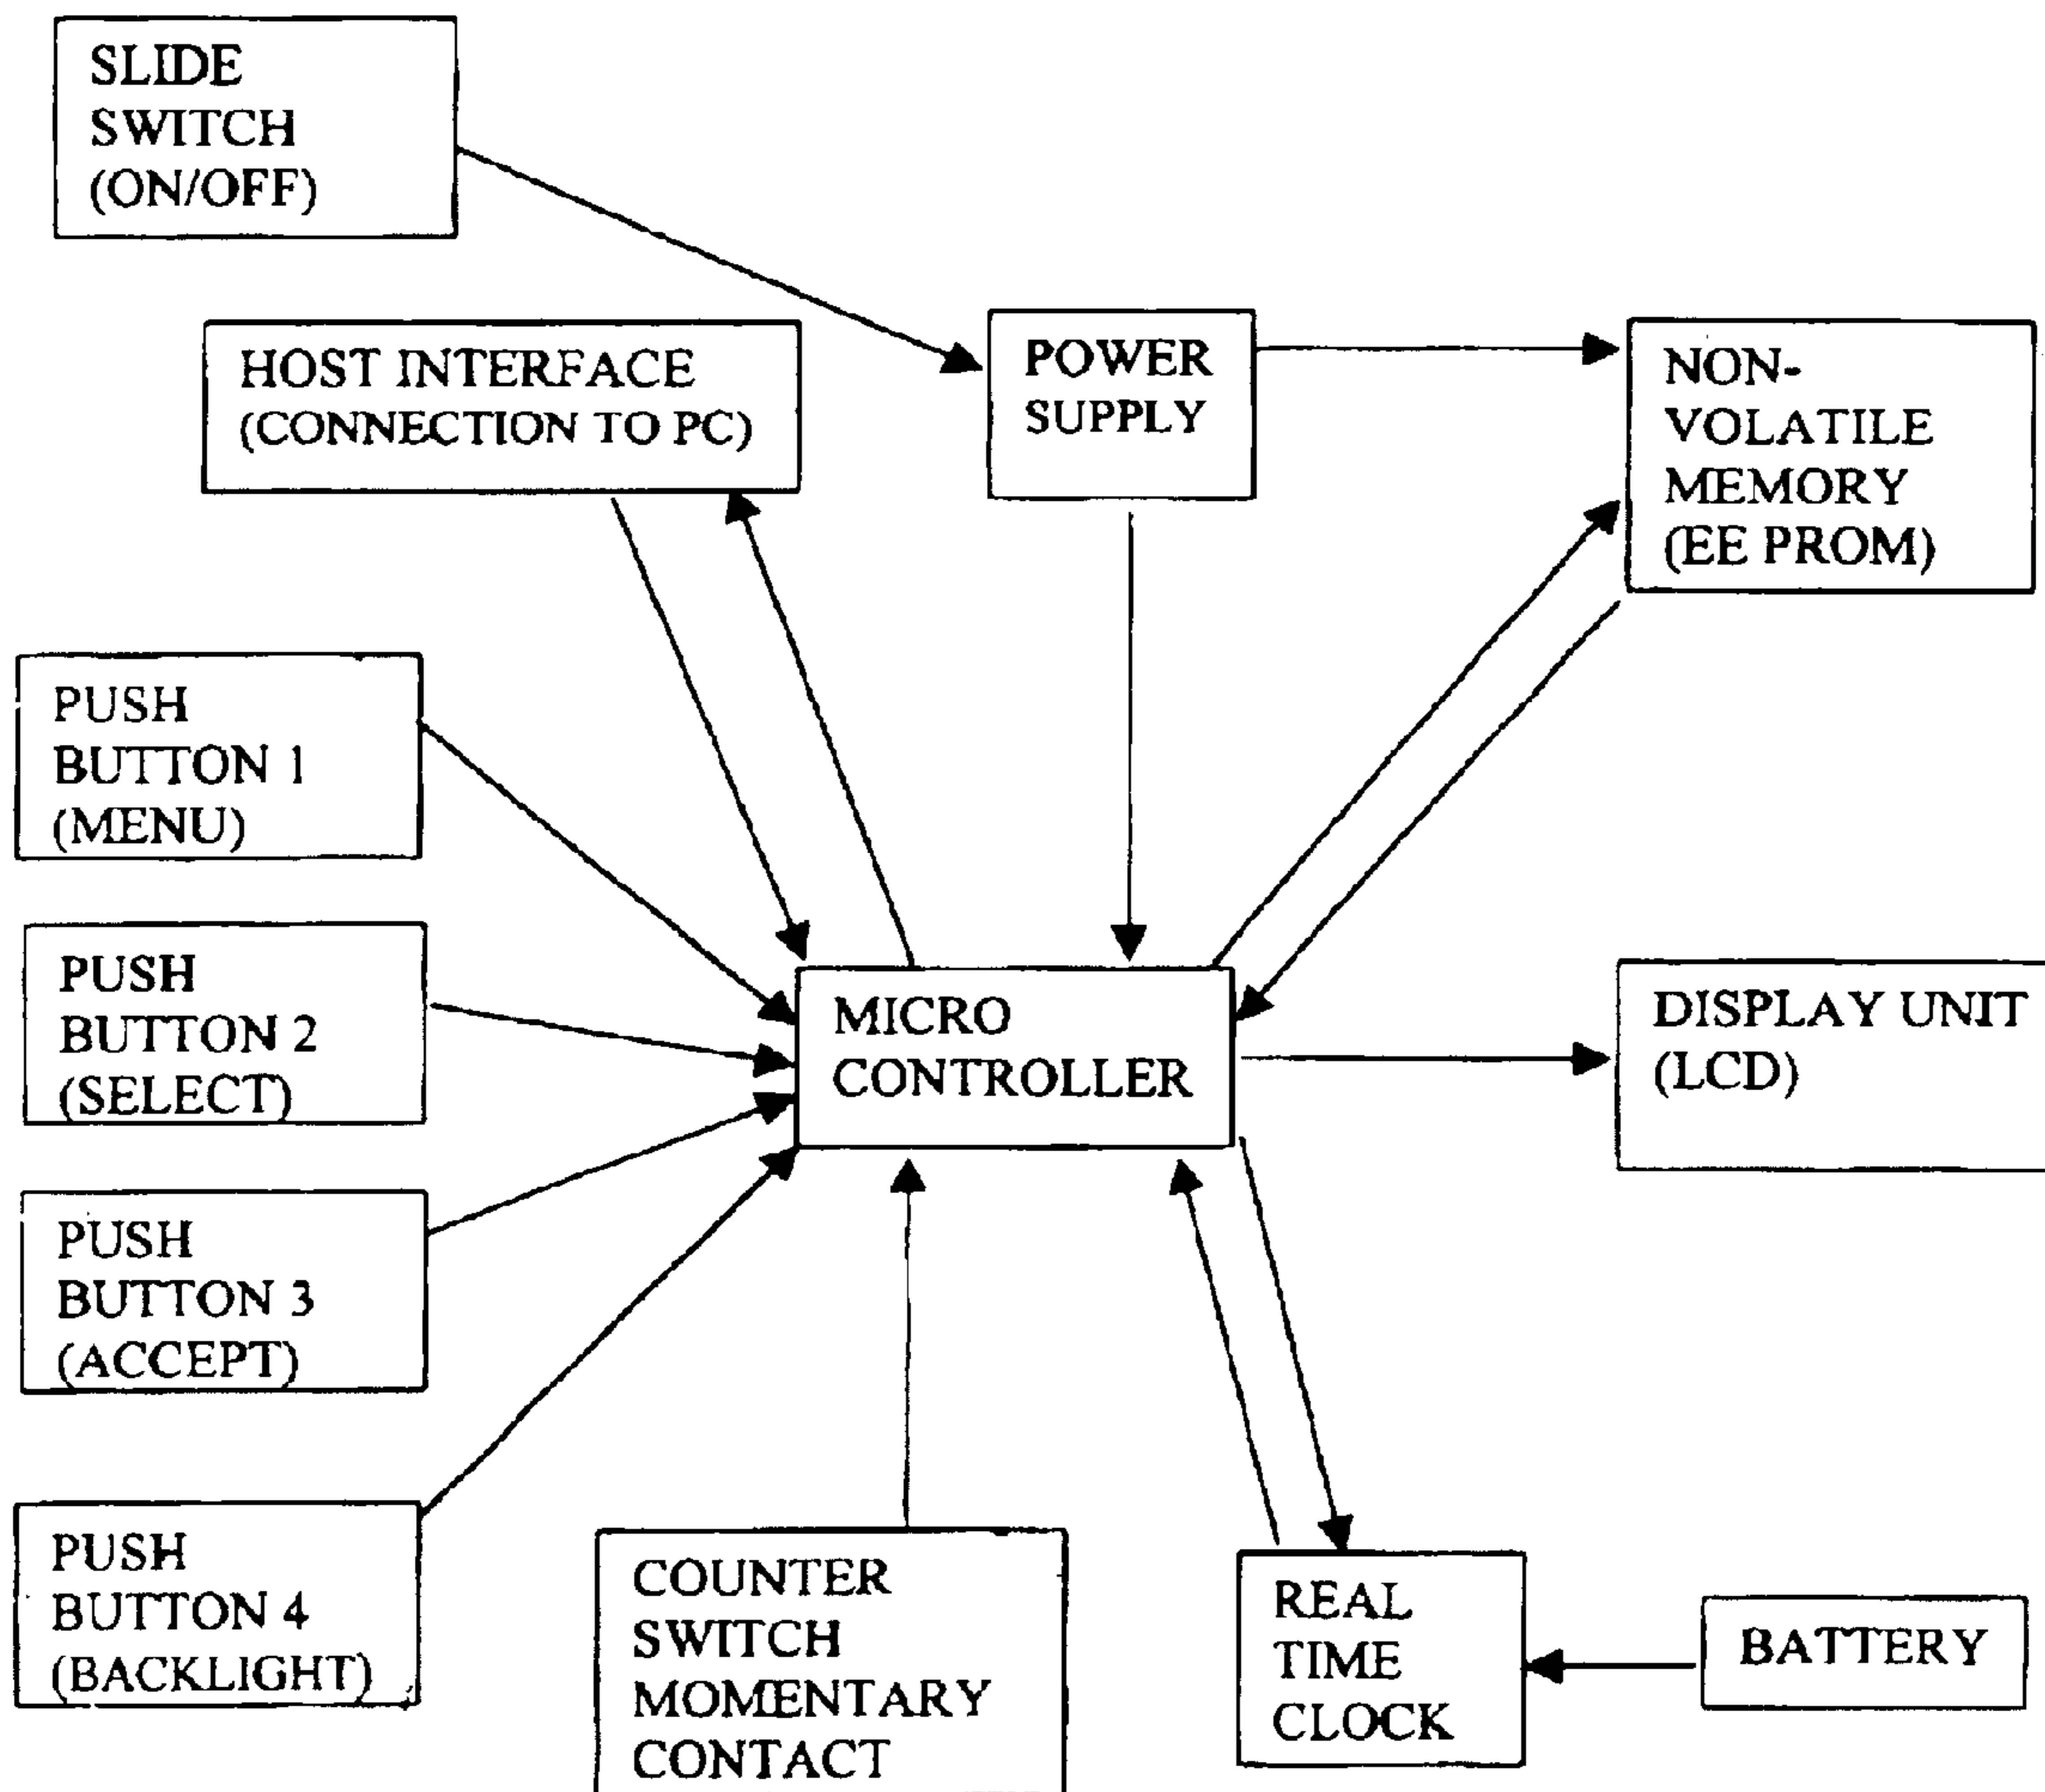 SLIDE
SWITCH
(ON/OFF)
HOST INTERFACE
(CONNECTION TO PC)
POWER
SUPPLY
NON-
VOLATILE
MEMORY
(EE PROM)
PUSH
BUTTON 1
(MENU)
PUSH
BUTTON 2
(SELECT)
MICRO
CONTROLLER
DISPLAY UNIT
(LCD)
PUSH
BUTTON 3
(ACCEPT)
PUSH
BUTTON 4
(BACKLIGHT)
COUNTER
SWITCH
MOMENTARY
CONTACT
REAL
TIME
CLOCK
BATTERY